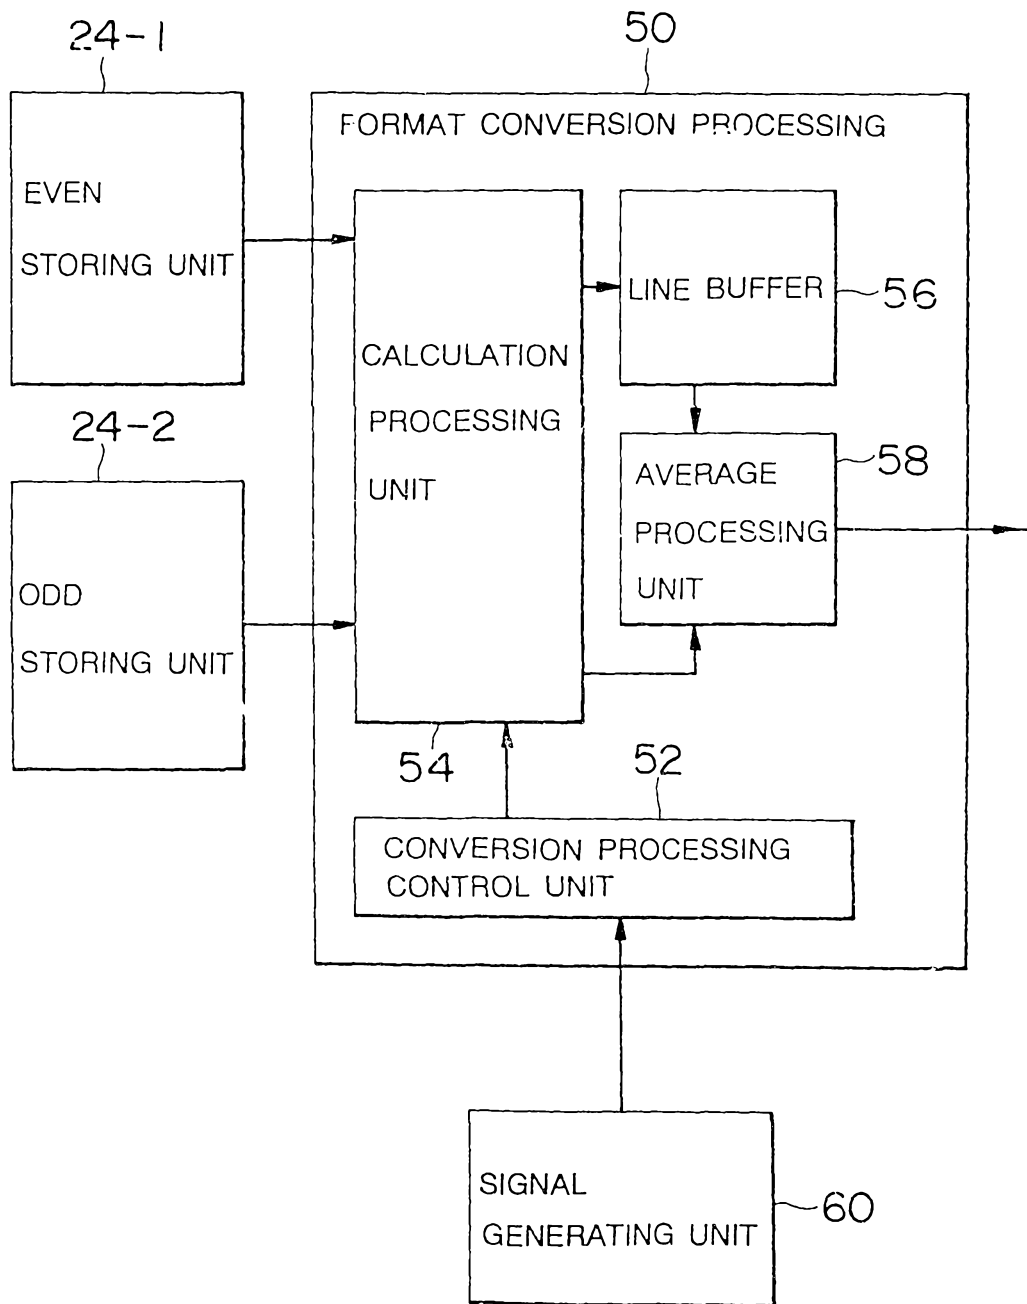 24-1
50
EVEN
STORING UNIT
FORMAT CONVERSION PROCESSING
CALCULATION
PROCESSING
UNIT
LINE BUFFER
56
24-2
ODD
STORING UNIT
AVERAGE
PROCESSING
UNIT
58
54
52
CONVERSION PROCESSING
CONTROL UNIT
SIGNAL
GENERATING UNIT
60